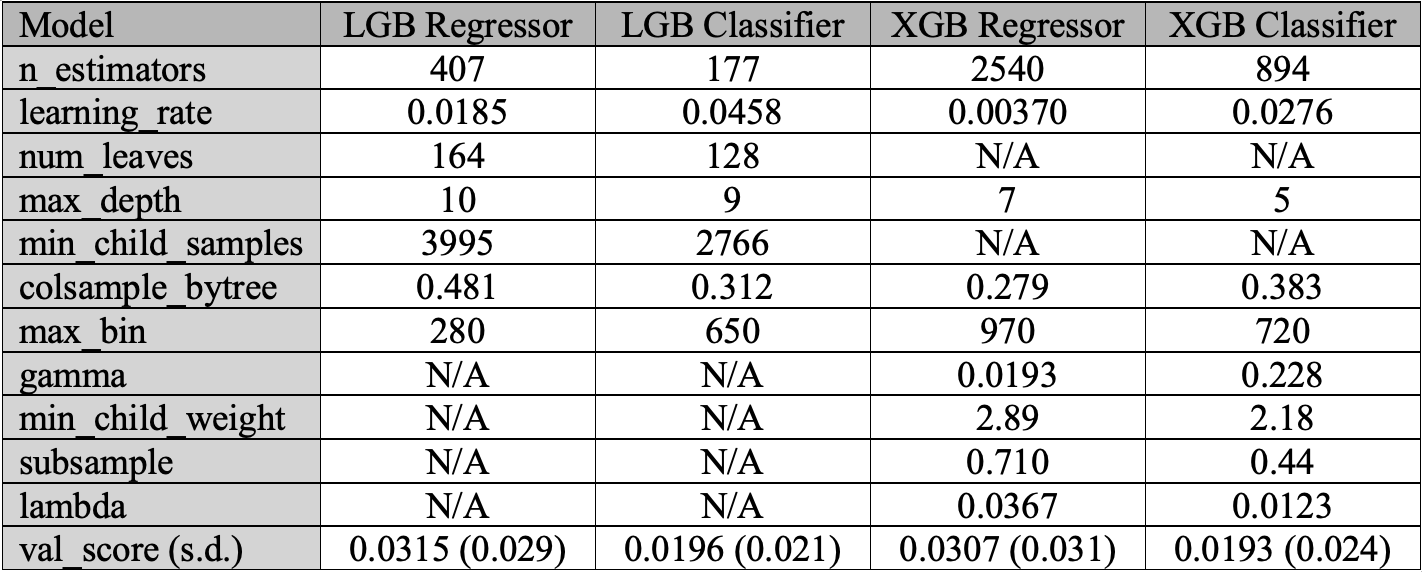 Model LGB Regressor LGB Classifier XGB Regressor XGB Classifier
n_estimators 407 177 2540 894
learning_rate 0.0185 0.0458 0.00370 0.0276
num_leaves 164 128 N/A N/A
max_depth 10 9 7 5
min_child_samples 3995 2766 N/A N/A
colsample_bytree 0.481 0.312 0.279 0.383
max_bin 280 650 970 720
gamma N/A N/A 0.0193 0.228
min_child_weight N/A N/A 2.89 2.18
subsample N/A N/A 0.710 0.44
lambda N/A N/A 0.0367 0.0123
val_score (s.d.) 0.0315 (0.029) 0.0196 (0.021) 0.0307 (0.031) 0.0193 (0.024)